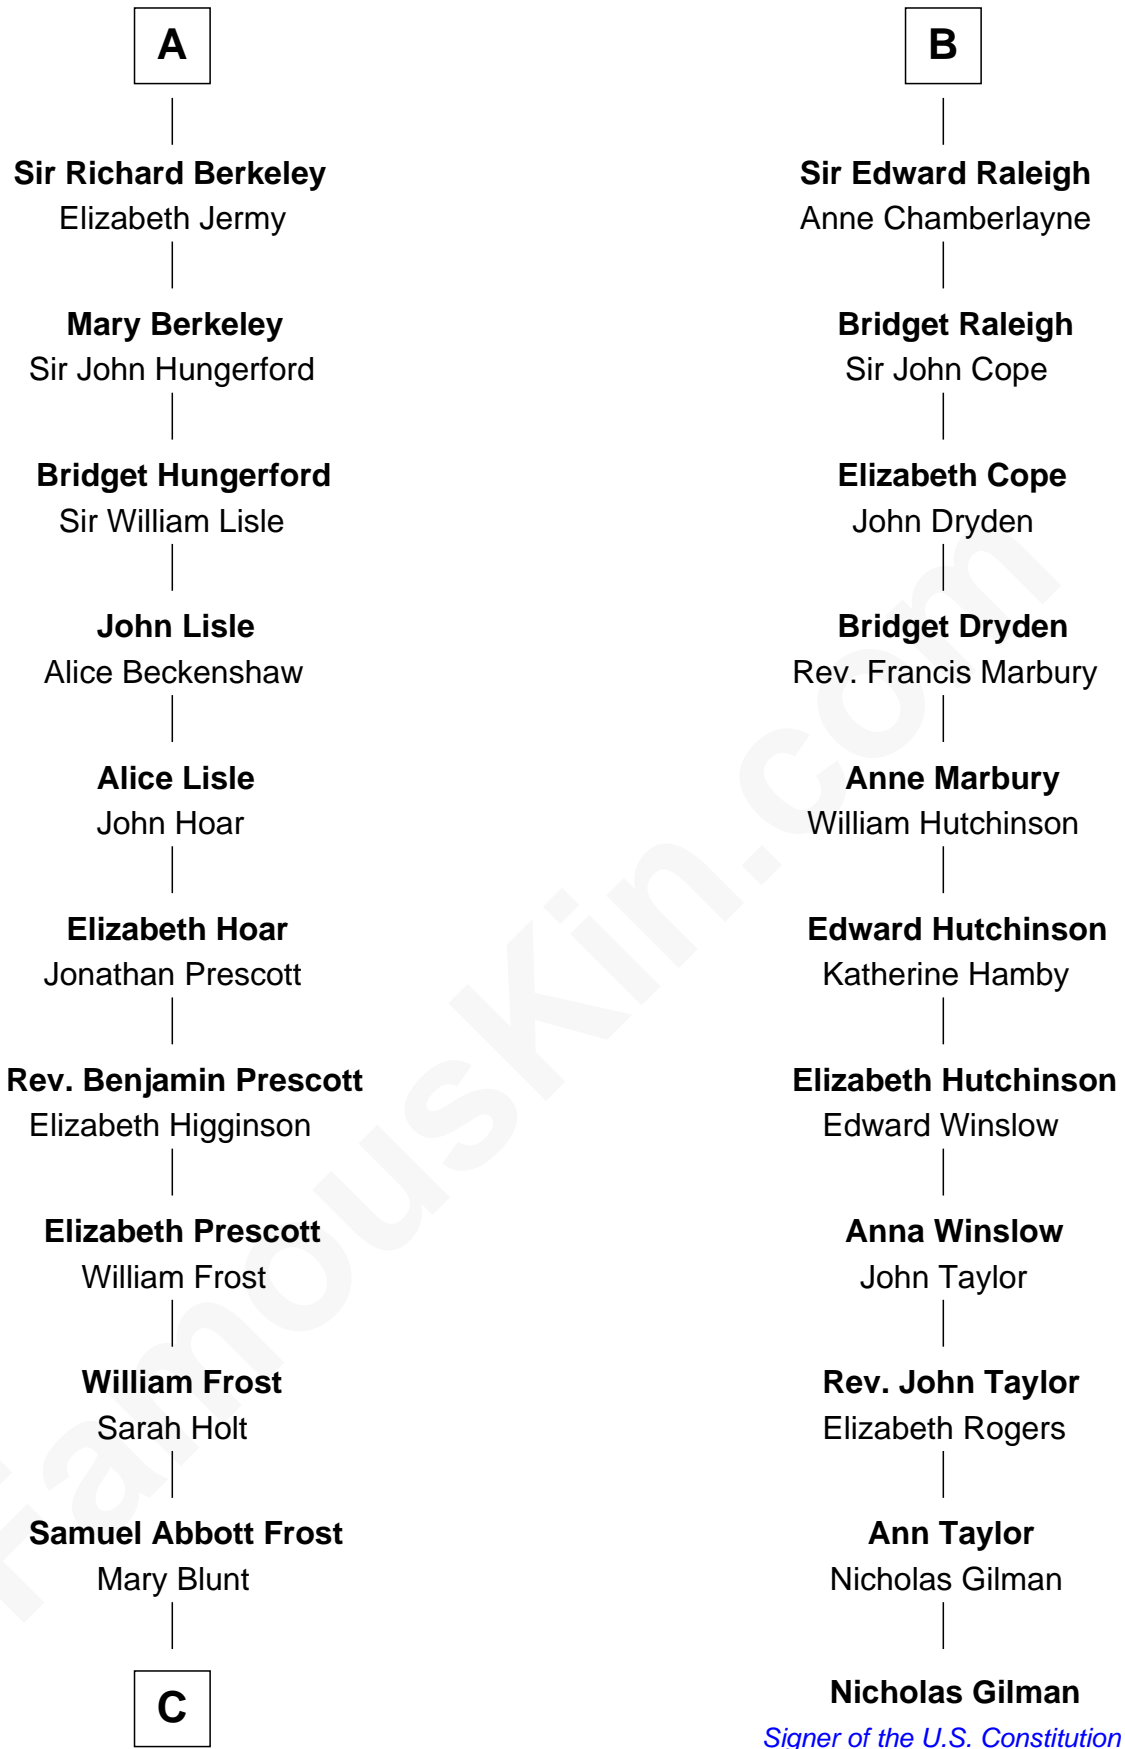 A
Sir Richard Berkeley
Elizabeth Jermy
Mary Berkeley
Sir John Hungerford
Bridget Hungerford
Sir William Lisle
John Lisle
Alice Beckenshaw
Alice Lisle
John Hoar
Elizabeth Hoar
Jonathan Prescott
Rev. Benjamin Prescott
Elizabeth Higginson
Elizabeth Prescott
William Frost
William Frost
Sarah Holt
Samuel Abbott Frost
Mary Blunt
C
B
Sir Edward Raleigh
Anne Chamberlayne
Bridget Raleigh
Sir John Cope
Elizabeth Cope
John Dryden
Bridget Dryden
Rev. Francis Marbury
Anne Marbury
William Hutchinson
Edward Hutchinson
Katherine Hamby
Elizabeth Hutchinson
Edward Winslow
Anna Winslow
John Taylor
Rev. John Taylor
Elizabeth Rogers
Ann Taylor
Nicholas Gilman
Nicholas Gilman
Signer of the U.S. Constitution
FamousKin.com